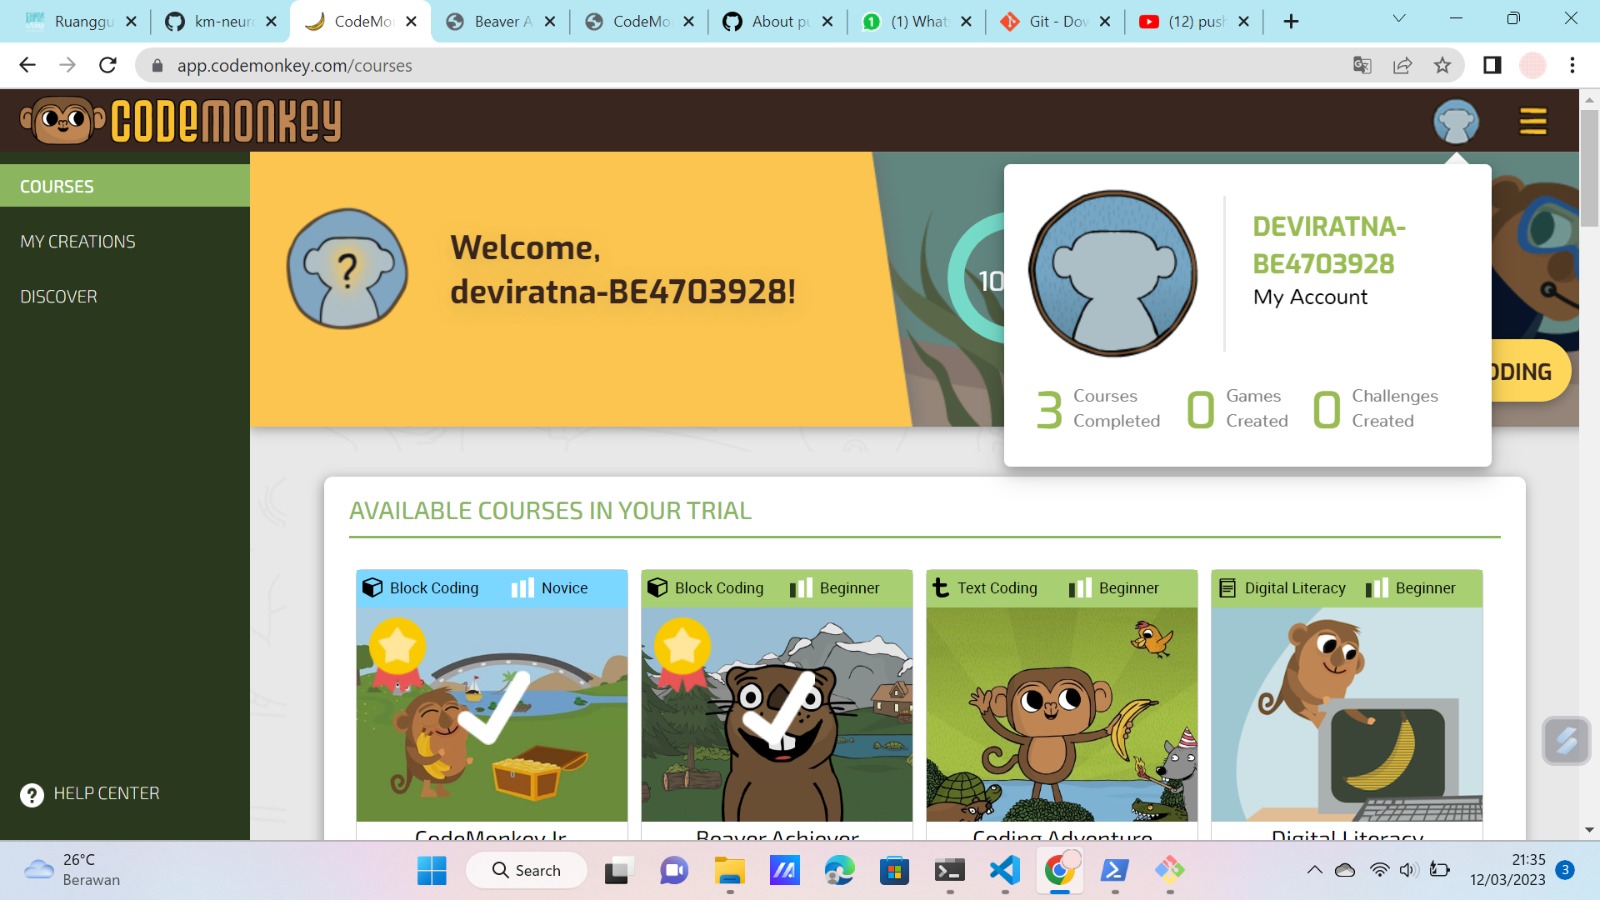 Ruanggu
km-neur
CodeMo
Beaver A
CodeMo
About pu
(1) What
Git - Dow
(12) push
app.codemonkey.com/courses
CODEMONKEY
COURSES
MY CREATIONS
DISCOVER
HELP CENTER
?
Welcome,
deviratna-BE4703928!
10
DEVIRATNA-
BE4703928
My Account
3 Courses Completed
0 Games Created
0 Challenges Created
ODING
AVAILABLE COURSES IN YOUR TRIAL
Block Coding Novice
Block Coding Beginner
Text Coding Beginner
Digital Literacy Beginner
CodeMonkey Jr
Beaver Achiever
Coding Adventure
Digital Literacy
26°C
Berawan
Search
21:35
12/03/2023
3